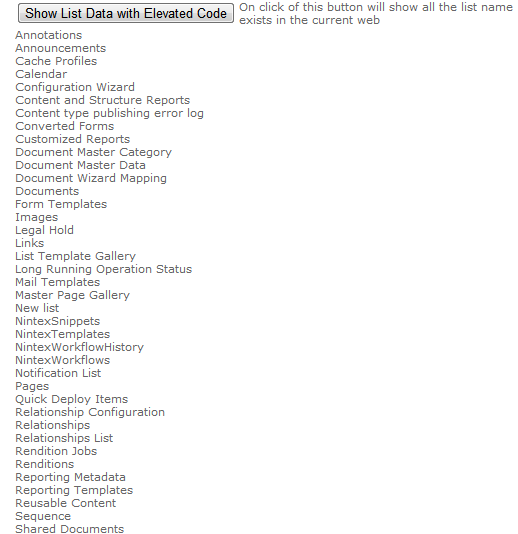 Show List Data with Elevated Code
On click of this button will show all the list name
exists in the current web
Annotations
Announcements
Cache Profiles
Calendar
Configuration Wizard
Content and Structure Reports
Content type publishing error log
Converted Forms
Customized Reports
Document Master Category
Document Master Data
Document Wizard Mapping
Documents
Form Templates
Images
Legal Hold
Links
List Template Gallery
Long Running Operation Status
Mail Templates
Master Page Gallery
New list
NintexSnippets
NintexTemplates
NintexWorkflowHistory
NintexWorkflows
Notification List
Pages
Quick Deploy Items
Relationship Configuration
Relationships
Relationships List
Rendition Jobs
Renditions
Reporting Metadata
Reporting Templates
Reusable Content
Sequence
Shared Documents